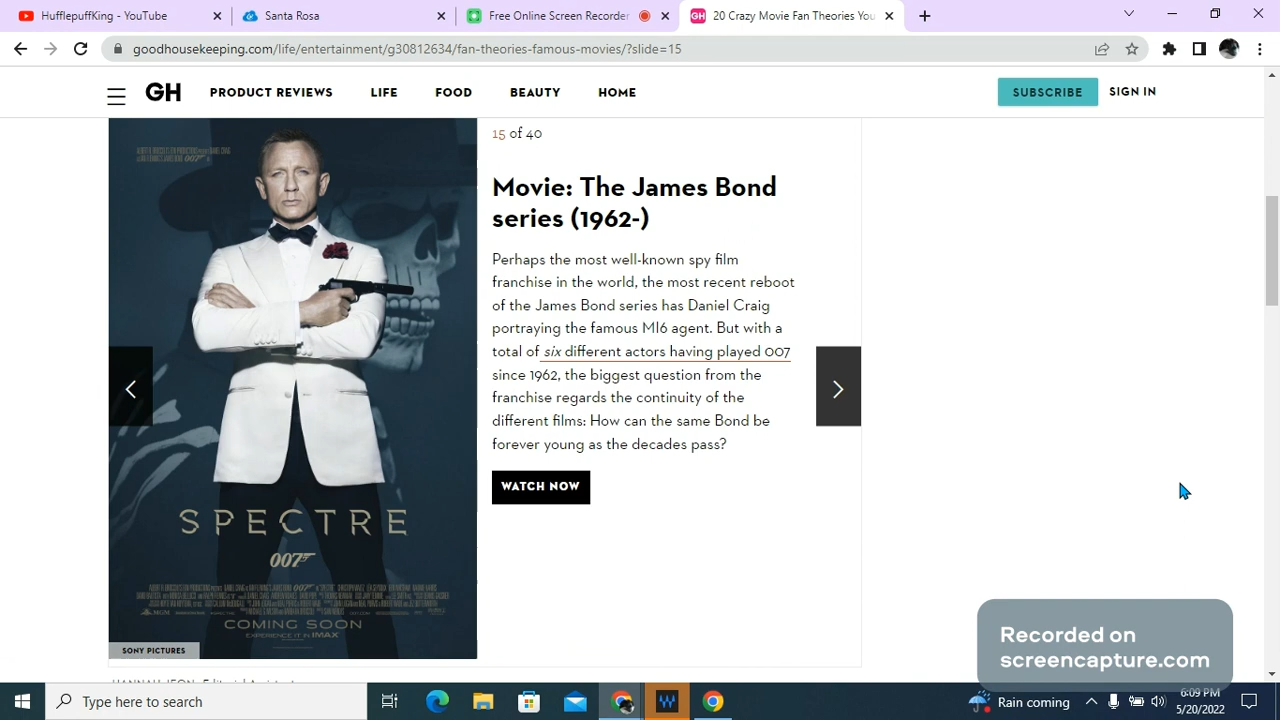 HufflepuffKing - YouTube
Santa Rosa
Free Online Screen Recorder
20 Crazy Movie Fan Theories You
goodhousekeeping.com/life/entertainment/g30812634/fan-theories-famous-movies/?slide=15
GH
PRODUCT REVIEWS
LIFE
FOOD
BEAUTY
HOME
SUBSCRIBE
SIGN IN
15 of 40
Movie: The James Bond
series (1962-)
Perhaps the most well-known spy film
franchise in the world, the most recent reboot
of the James Bond series has Daniel Craig
portraying the famous MI6 agent. But with a
total of six different actors having played 007
since 1962, the biggest question from the
franchise regards the continuity of the
different films: How can the same Bond be
forever young as the decades pass?
WATCH NOW
SPECTRE
007
COMING SOON
EXPERIENCE IT IN IMAX
SONY PICTURES
Recorded on
screencapture.com
Type here to search
Rain coming
6:09 PM
5/20/2022